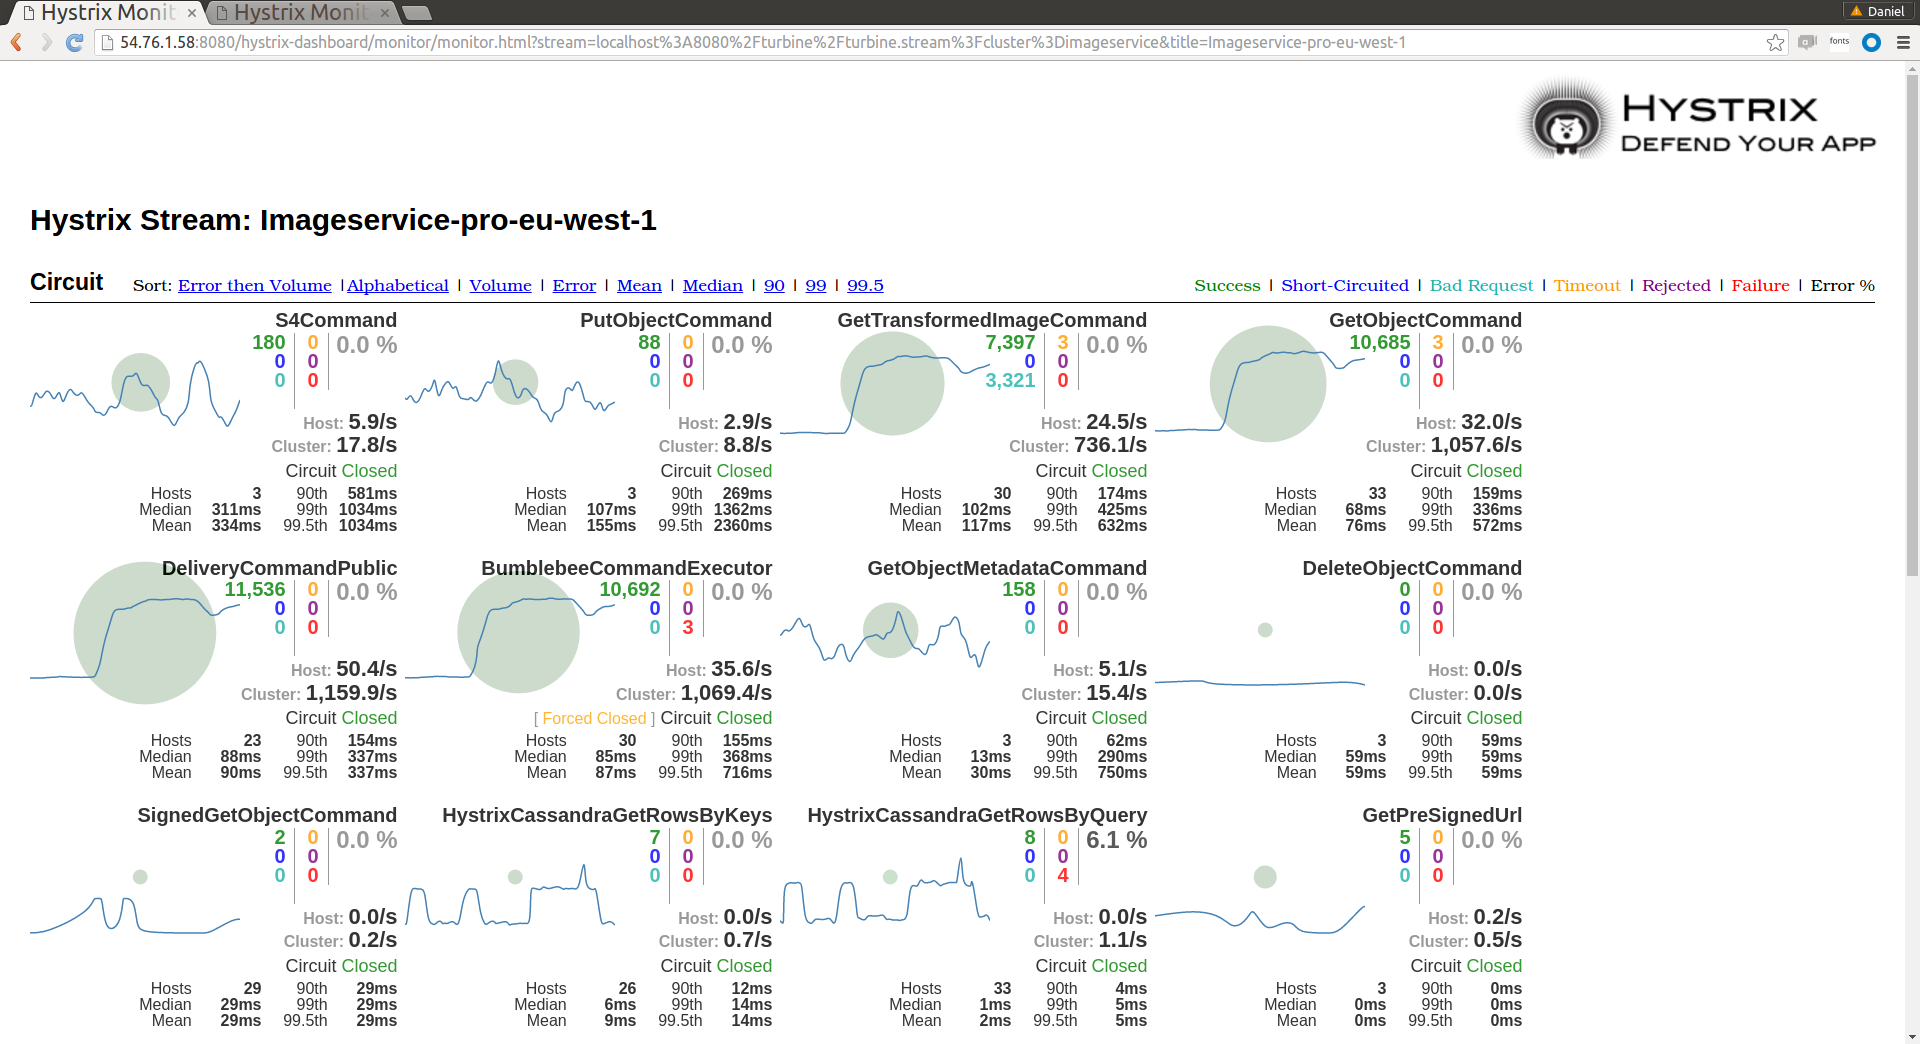 Hystrix Monit
Hystrix Moni
Daniel
54.76.1.58:8080/hystrix-dashboard/monitor/monitor.html?stream=localhost%3A8080%2Fturbine%2Fturbine.stream%3Fcluster%3Dimageservice&title=Imageservice-pro-eu-west-1
fonts
HYSTRIX
DEFEND YOUR APP
Hystrix Stream: Imageservice-pro-eu-west-1
Circuit Sort: Error then Volume | Alphabetical | Volume | Error | Mean | Median | 90 | 99 | 99.5
Success | Short-Circuited | Bad Request | Timeout | Rejected | Failure | Error %
S4Command
180 0 0.0 %
0 0
0 0
Host: 5.9/s
Cluster: 17.8/s
Circuit Closed
Hosts 3 90th 581ms
Median 311ms 99th 1034ms
Mean 334ms 99.5th 1034ms
PutObjectCommand
88 0 0.0 %
0 0
0 0
Host: 2.9/s
Cluster: 8.8/s
Circuit Closed
Hosts 3 90th 269ms
Median 107ms 99th 1362ms
Mean 155ms 99.5th 2360ms
GetTransformedImageCommand
7,397 3 0.0 %
0 0
3,321 0
Host: 24.5/s
Cluster: 736.1/s
Circuit Closed
Hosts 30 90th 174ms
Median 102ms 99th 425ms
Mean 117ms 99.5th 632ms
GetObjectCommand
10,685 3 0.0 %
0 0
0 0
Host: 32.0/s
Cluster: 1,057.6/s
Circuit Closed
Hosts 33 90th 159ms
Median 68ms 99th 336ms
Mean 76ms 99.5th 572ms
DeliveryCommandPublic
11,536 0 0.0 %
0 0
0 0
Host: 50.4/s
Cluster: 1,159.9/s
Circuit Closed
Hosts 23 90th 154ms
Median 88ms 99th 337ms
Mean 90ms 99.5th 337ms
BumblebeeCommandExecutor
10,692 0 0.0 %
0 0
0 3
Host: 35.6/s
Cluster: 1,069.4/s
[ Forced Closed ] Circuit Closed
Hosts 30 90th 155ms
Median 85ms 99th 368ms
Mean 87ms 99.5th 716ms
GetObjectMetadataCommand
158 0 0.0 %
0 0
0 0
Host: 5.1/s
Cluster: 15.4/s
Circuit Closed
Hosts 3 90th 62ms
Median 13ms 99th 290ms
Mean 30ms 99.5th 750ms
DeleteObjectCommand
0 0 0.0 %
0 0
0 0
Host: 0.0/s
Cluster: 0.0/s
Circuit Closed
Hosts 3 90th 59ms
Median 59ms 99th 59ms
Mean 59ms 99.5th 59ms
SignedGetObjectCommand
2 0 0.0 %
0 0
0 0
Host: 0.0/s
Cluster: 0.2/s
Circuit Closed
Hosts 29 90th 29ms
Median 29ms 99th 29ms
Mean 29ms 99.5th 29ms
HystrixCassandraGetRowsByKeys
7 0 0.0 %
0 0
0 0
Host: 0.0/s
Cluster: 0.7/s
Circuit Closed
Hosts 26 90th 12ms
Median 6ms 99th 14ms
Mean 9ms 99.5th 14ms
HystrixCassandraGetRowsByQuery
8 0 6.1 %
0 0
0 4
Host: 0.0/s
Cluster: 1.1/s
Circuit Closed
Hosts 33 90th 4ms
Median 1ms 99th 5ms
Mean 2ms 99.5th 5ms
GetPreSignedUrl
5 0 0.0 %
0 0
0 0
Host: 0.2/s
Cluster: 0.5/s
Circuit Closed
Hosts 3 90th 0ms
Median 0ms 99th 0ms
Mean 0ms 99.5th 0ms